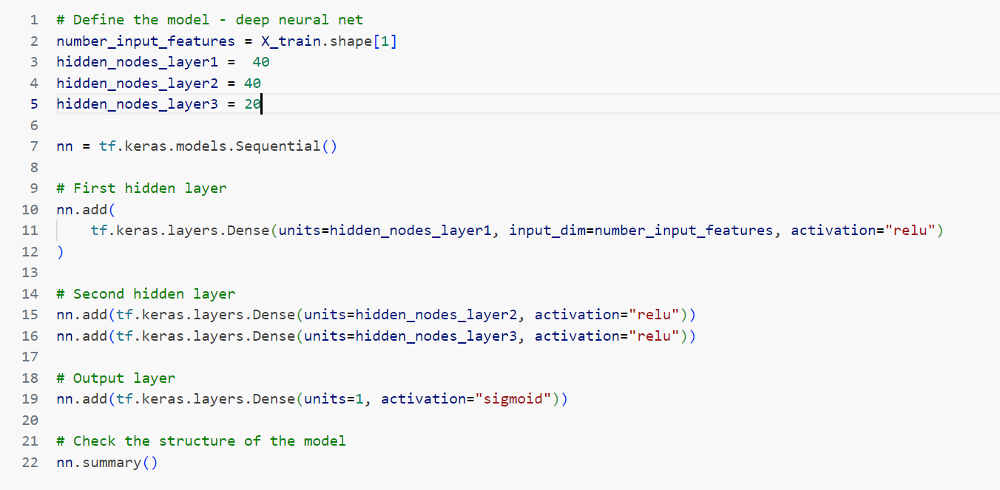 1 # Define the model - deep neural net
2 number_input_features = X_train.shape[1]
3 hidden_nodes_layer1 =  40
4 hidden_nodes_layer2 = 40
5 hidden_nodes_layer3 = 20
6
7 nn = tf.keras.models.Sequential()
8
9 # First hidden layer
10 nn.add(
11     tf.keras.layers.Dense(units=hidden_nodes_layer1, input_dim=number_input_features, activation="relu")
12 )
13
14 # Second hidden layer
15 nn.add(tf.keras.layers.Dense(units=hidden_nodes_layer2, activation="relu"))
16 nn.add(tf.keras.layers.Dense(units=hidden_nodes_layer3, activation="relu"))
17
18 # Output layer
19 nn.add(tf.keras.layers.Dense(units=1, activation="sigmoid"))
20
21 # Check the structure of the model
22 nn.summary()